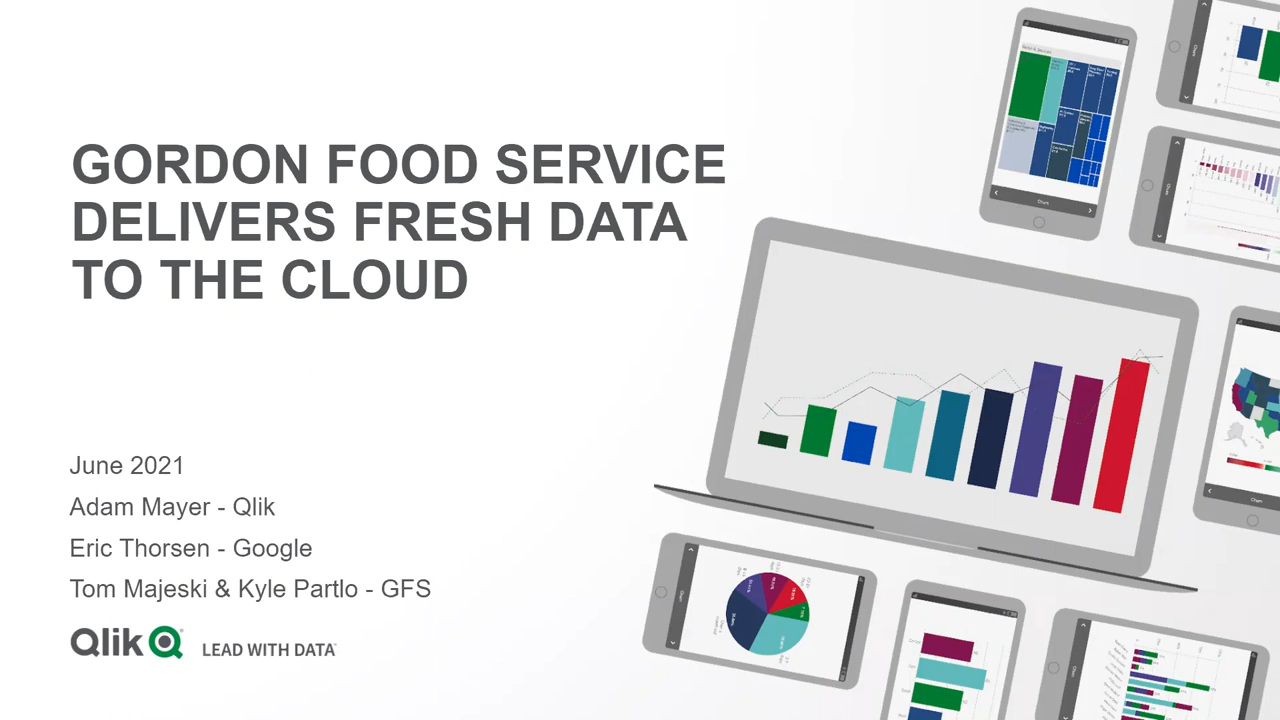 GORDON FOOD SERVICE
DELIVERS FRESH DATA
TO THE CLOUD
June 2021
Adam Mayer - Qlik
Eric Thorsen - Google
Tom Majeski & Kyle Partlo - GFS
Qlik
LEAD WITH DATA